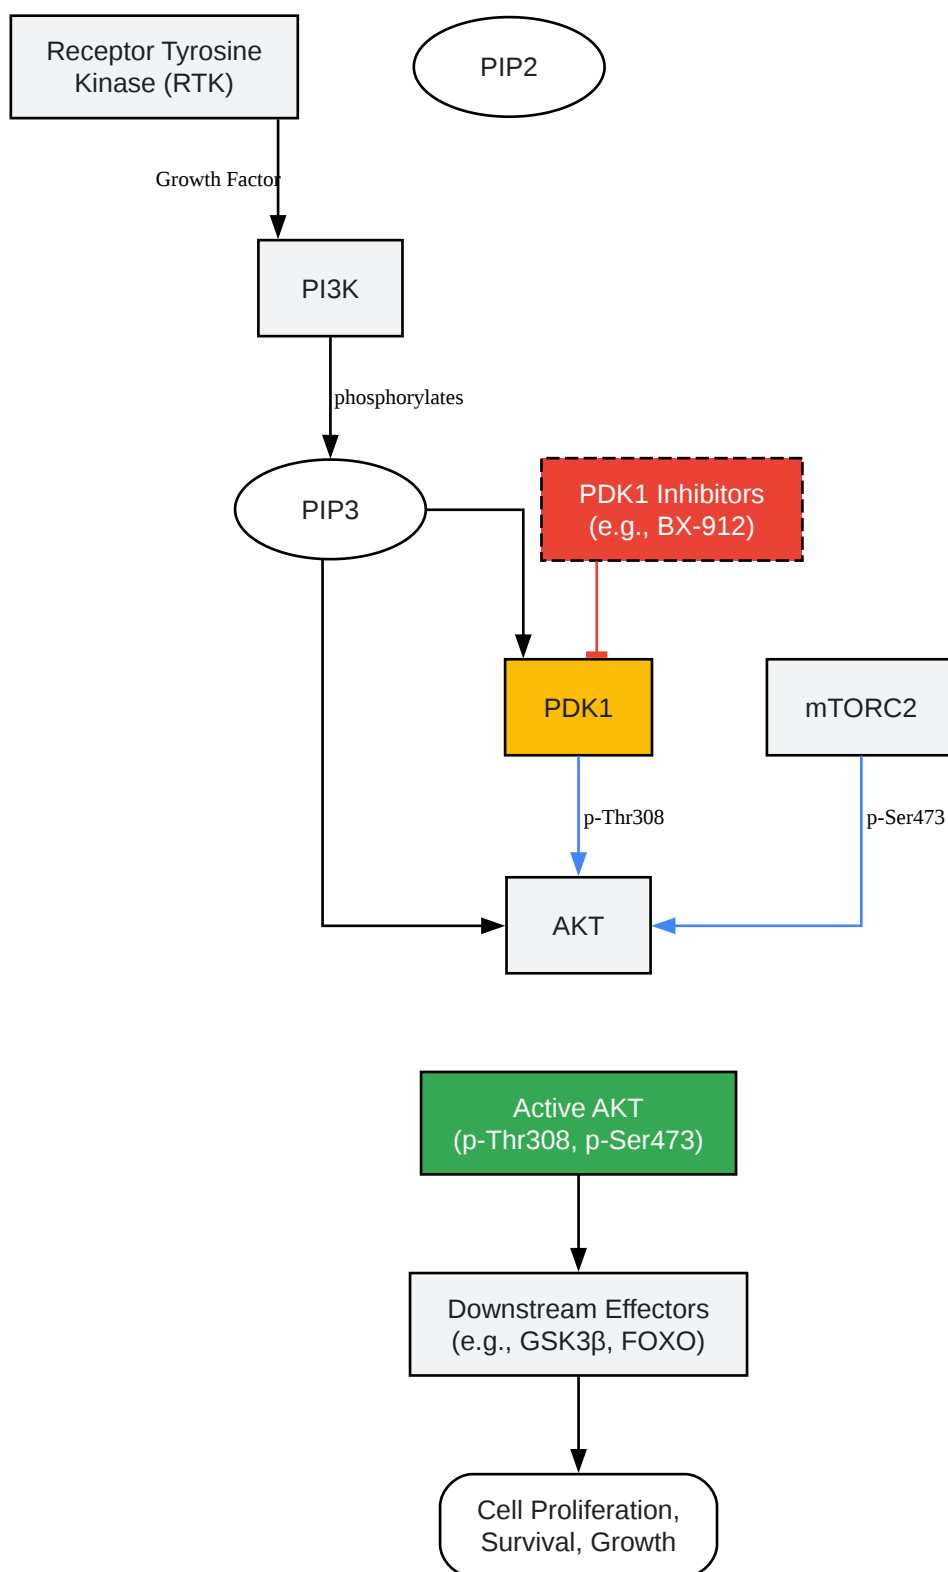 Receptor Tyrosine
Kinase (RTK)
PIP2
Growth Factor
PI3K
phosphorylates
PIP3
PDK1 Inhibitors
(e.g., BX-912)
PDK1
mTORC2
p-Thr308
p-Ser473
AKT
Active AKT
(p-Thr308, p-Ser473)
Downstream Effectors
(e.g., GSK3β, FOXO)
Cell Proliferation,
Survival, Growth